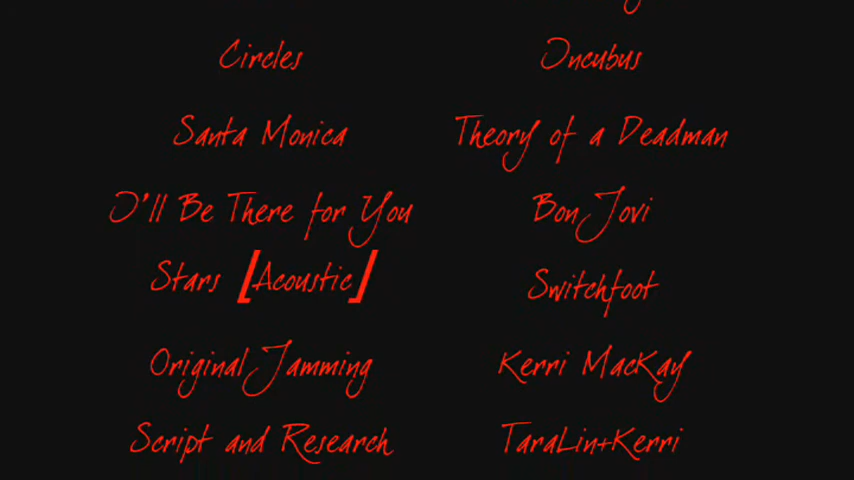 Circles Incubus
Santa Monica Theory of a Deadman
I'll Be There for You Bon Jovi
Stars [Acoustic] Switchfoot
Original Jamming Kerri MacKay
Script and Research TaraLin+Kerri